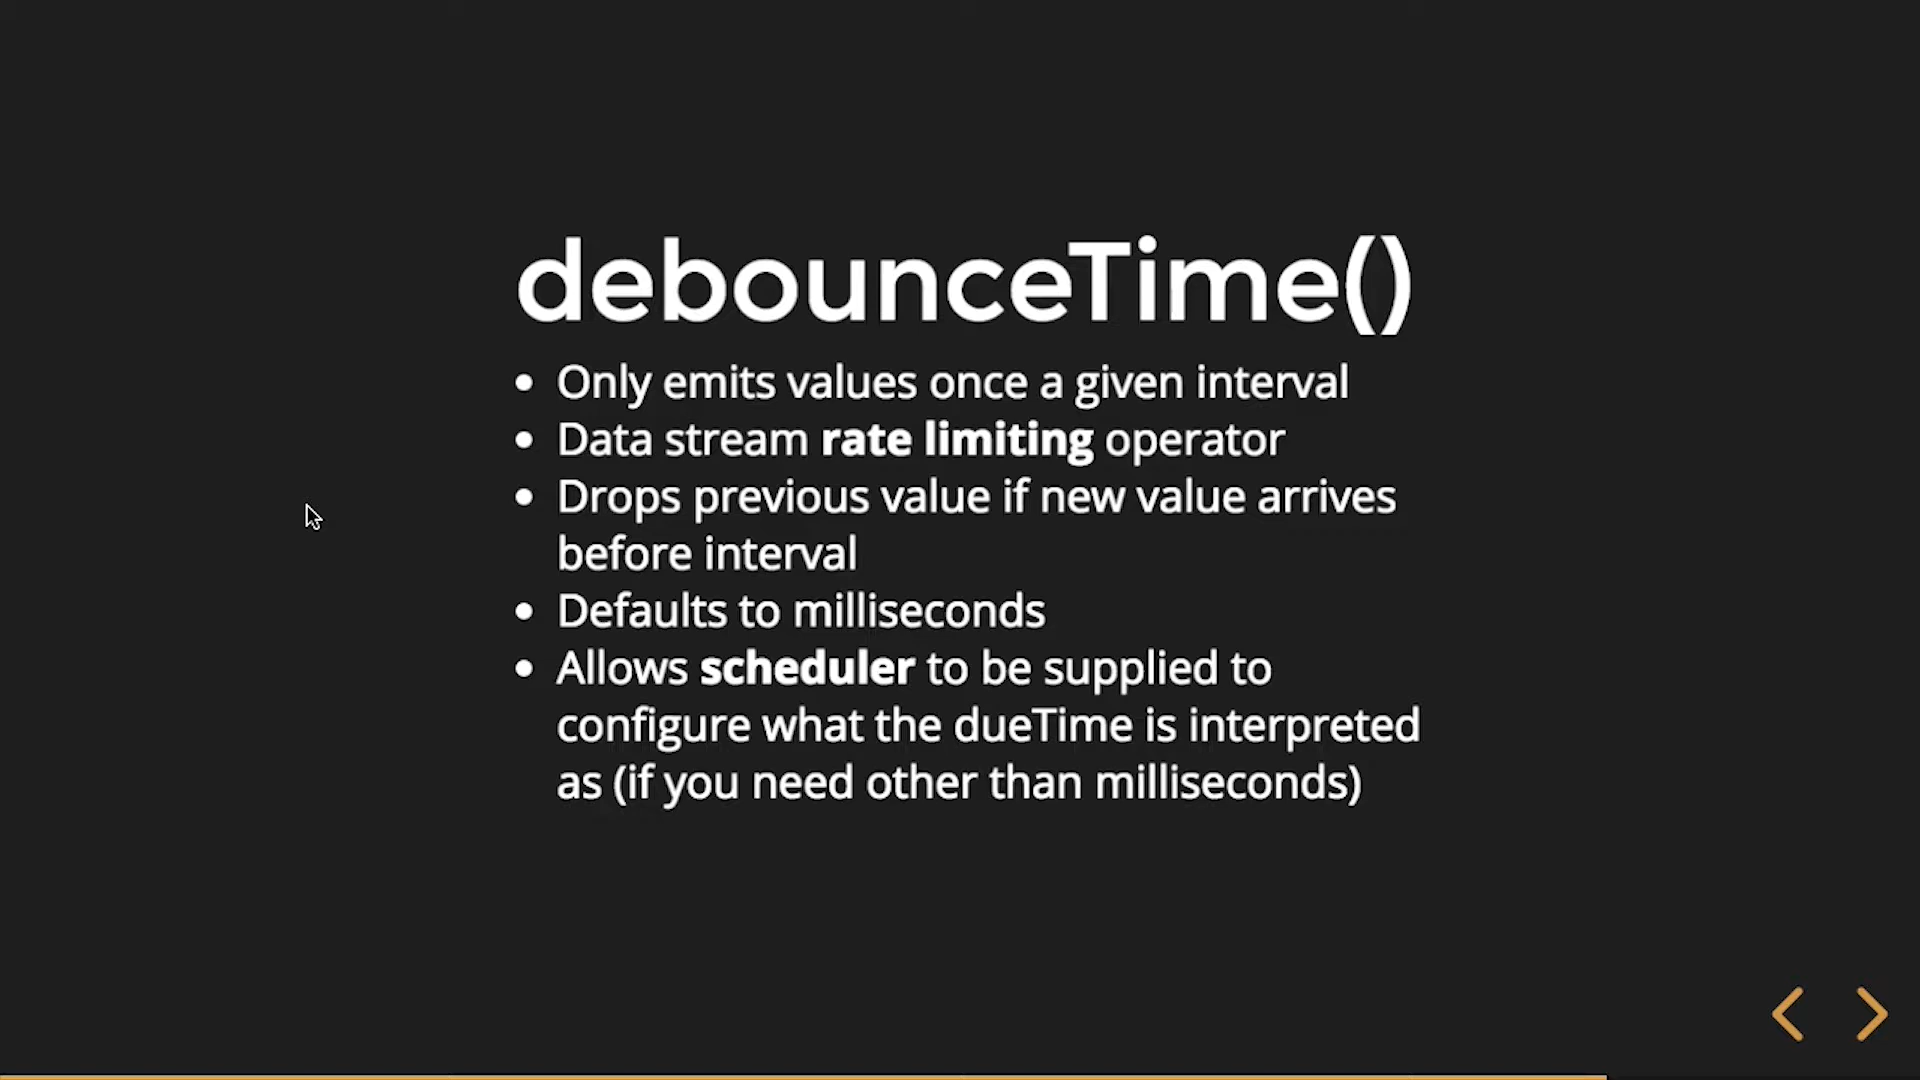 debounceTime()
• Only emits values once a given interval
• Data stream rate limiting operator
• Drops previous value if new value arrives
before interval
• Defaults to milliseconds
• Allows scheduler to be supplied to
configure what the dueTime is interpreted
as (if you need other than milliseconds)